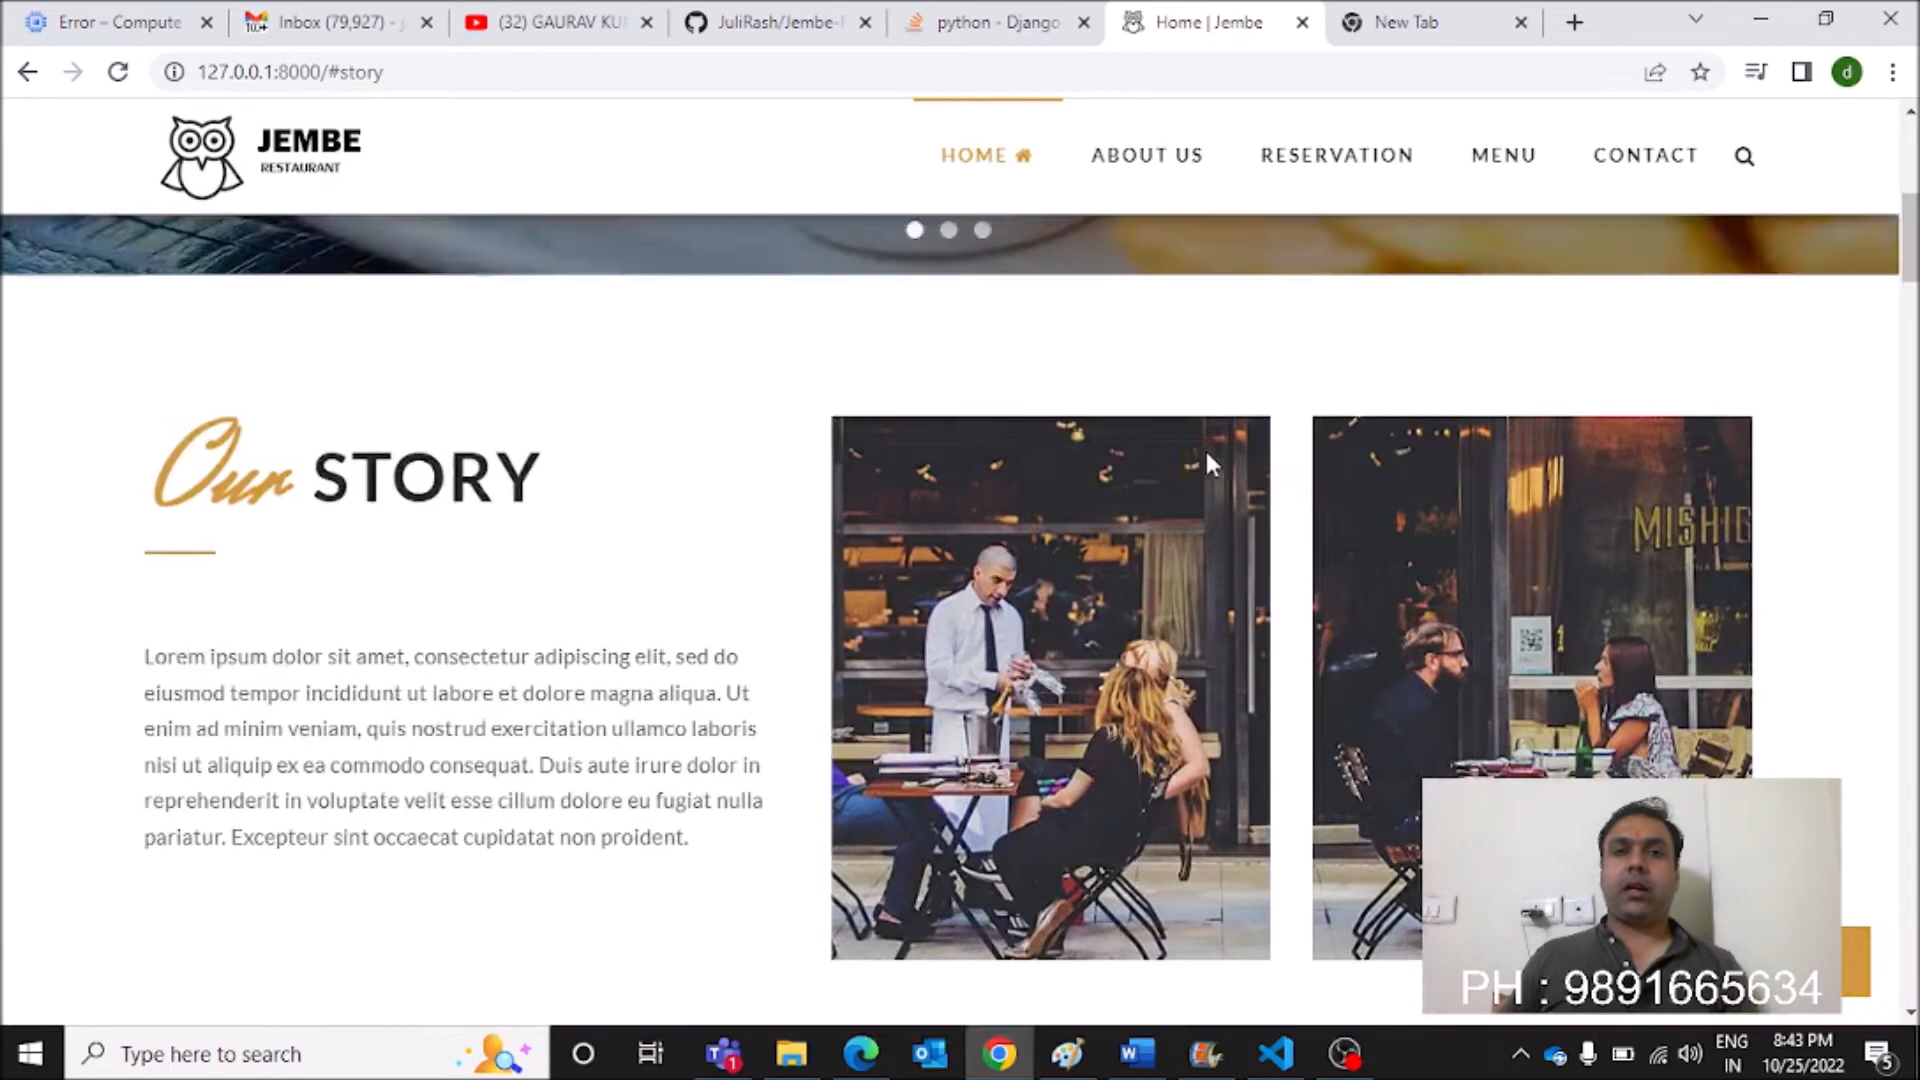 Error – Compute
Inbox (79,927) -
(32) GAURAV KU
JuliRash/Jembe-
python - Django
Home | Jembe
New Tab
127.0.0.1:8000/#story
d
JEMBE
RESTAURANT
HOME
ABOUT US
RESERVATION
MENU
CONTACT
Our STORY
MISHIG
Lorem ipsum dolor sit amet, consectetur adipiscing elit, sed do
eiusmod tempor incididunt ut labore et dolore magna aliqua. Ut
enim ad minim veniam, quis nostrud exercitation ullamco laboris
nisi ut aliquip ex ea commodo consequat. Duis aute irure dolor in
reprehenderit in voluptate velit esse cillum dolore eu fugiat nulla
pariatur. Excepteur sint occaecat cupidatat non proident.
PH : 9891665634
Type here to search
1
ENG
IN
8:43 PM
10/25/2022
5